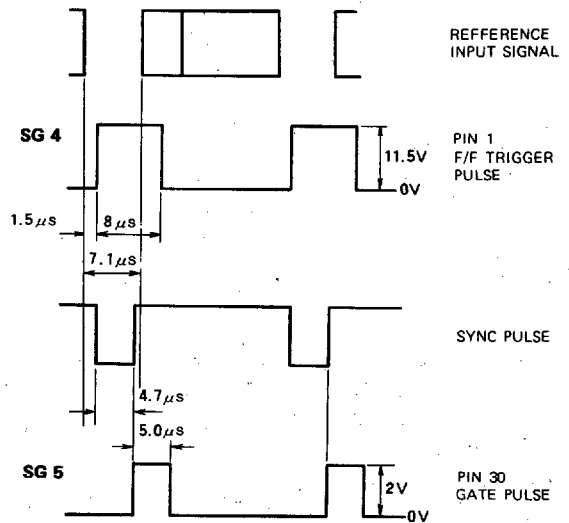 REFFERENCE
INPUT SIGNAL
SG 4
PIN 1
F/F TRIGGER
PULSE
11.5V
0V
1.5μs
8μs
7.1μs
SYNC PULSE
4.7μs
5.0μs
SG 5
PIN 30
GATE PULSE
2V
0V